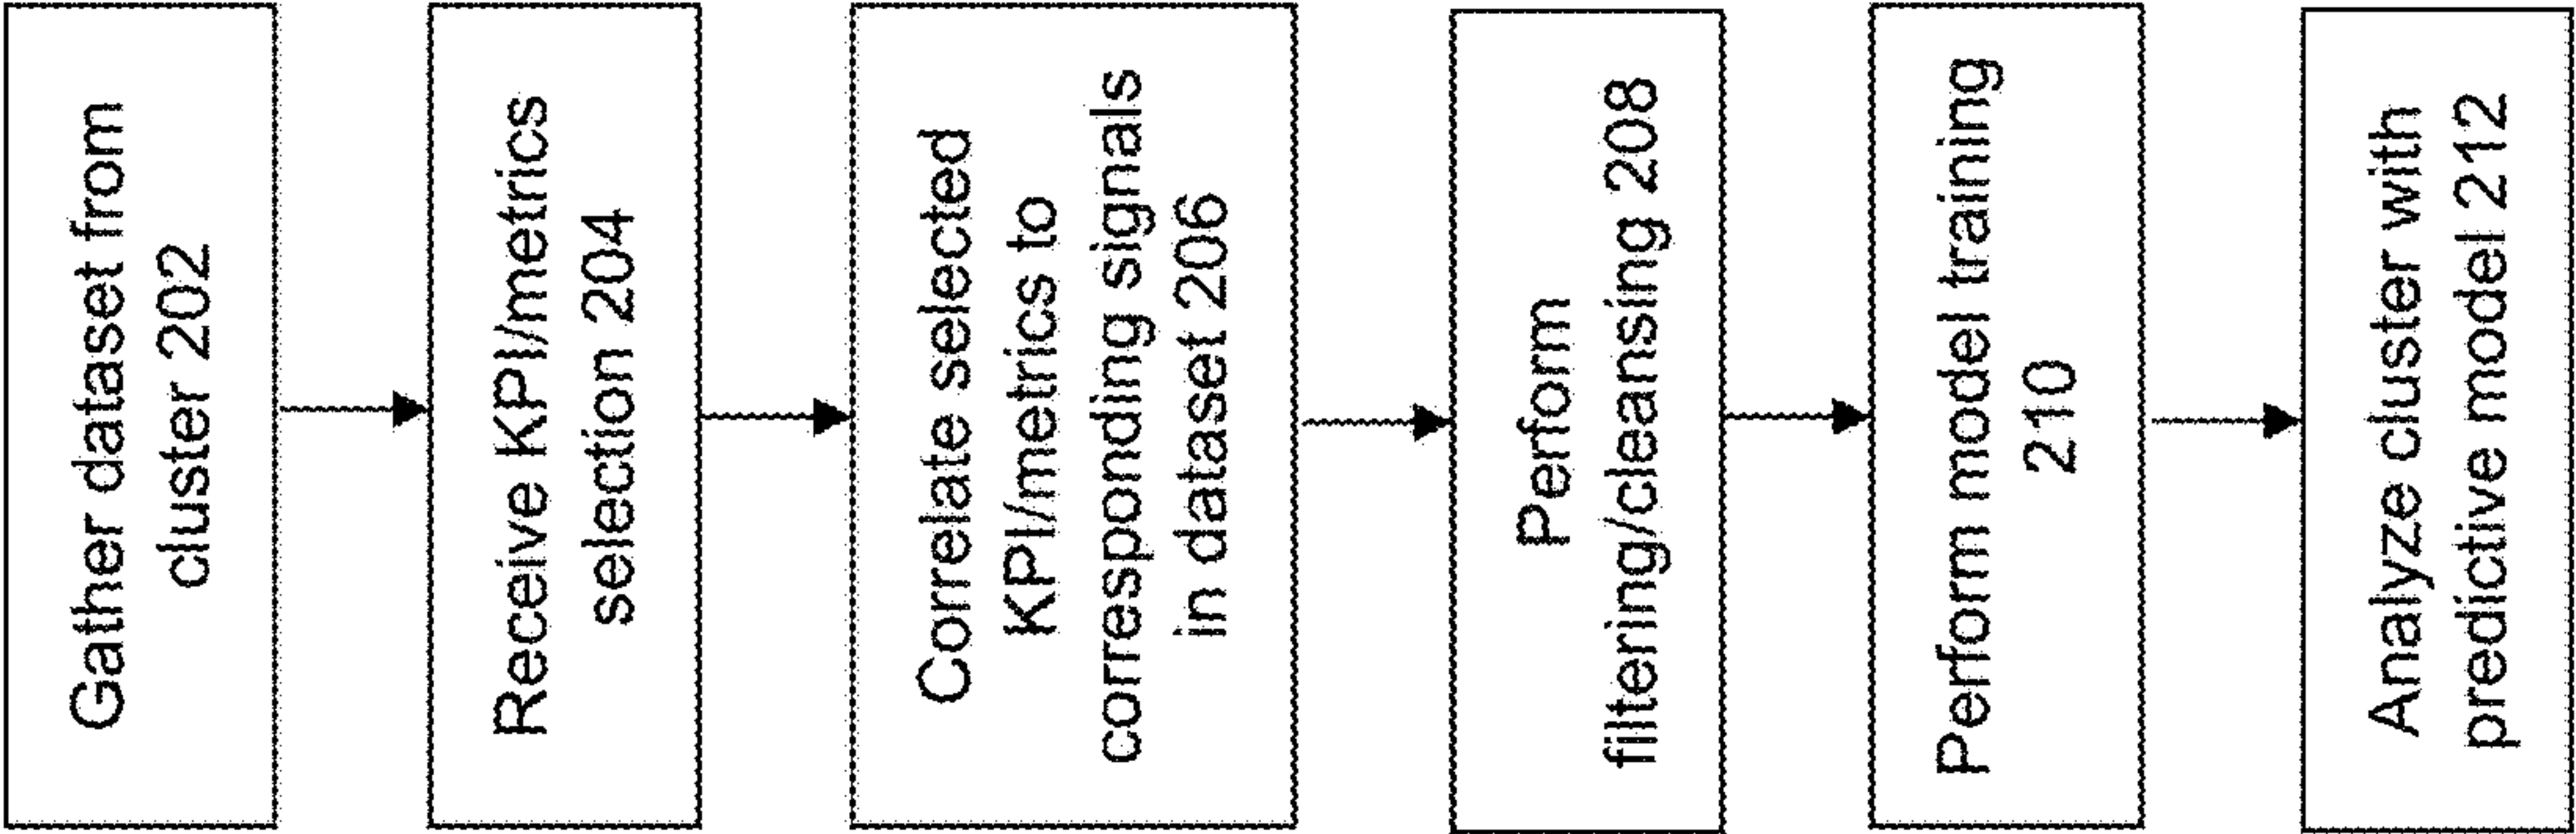 Gather dataset from
cluster 202
Receive KPI/metrics
selection 204
Correlate selected
KPI/metrics to
corresponding signals
in dataset 206
Perform
filtering/cleansing 208
Perform model training
210
Analyze cluster with
predictive model 212